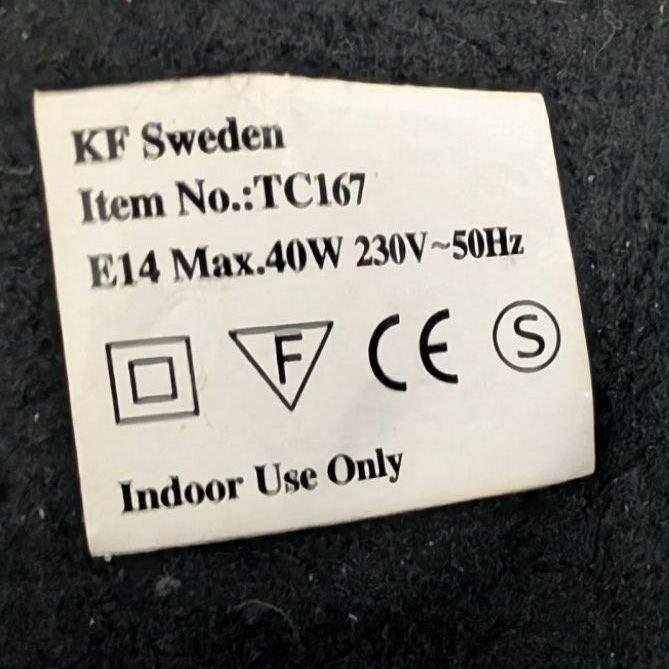 KF Sweden
Item No.:TC167
E14 Max.40W 230V~50Hz
F CE S
Indoor Use Only